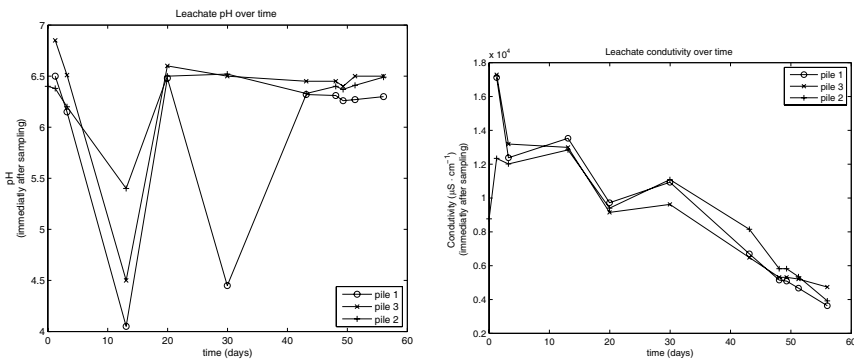 Leachate pH over time
7
6.5
6
5.5
5
4.5
4
0 10 20 30 40 50 60
pH
(immediatly after sampling)
time (days)
pile 1
pile 3
pile 2
Leachate condutivity over time
x 10⁴
1.8
1.6
1.4
1.2
1
0.8
0.6
0.4
0.2
0 10 20 30 40 50 60
Condutivity (μS · cm⁻¹)
(immediatly after sampling)
time (days)
pile 1
pile 3
pile 2